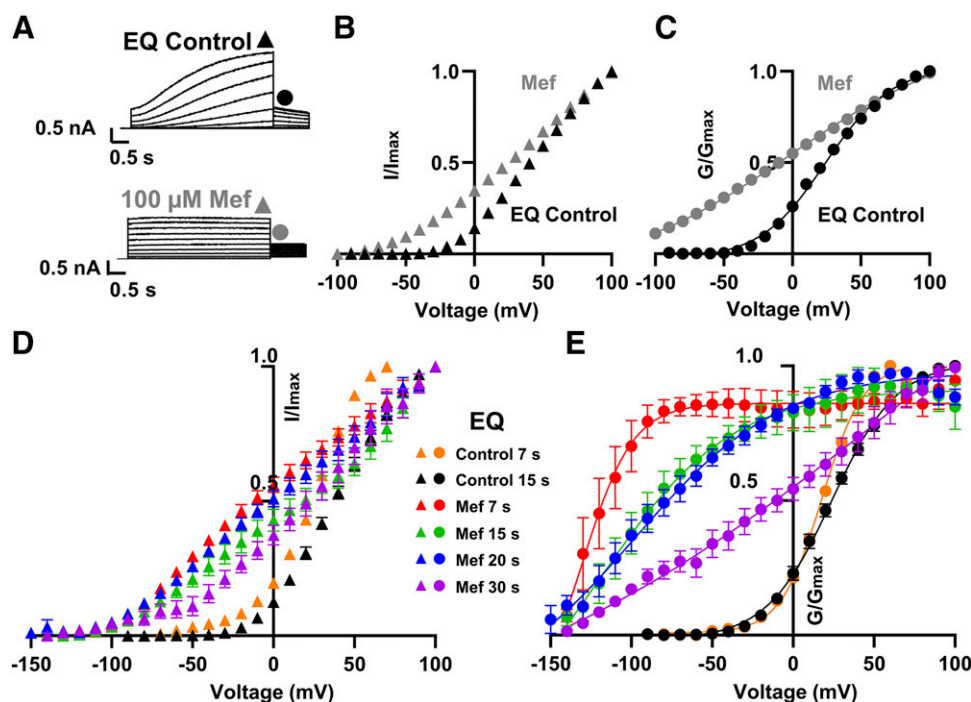 A
EQ Control
0.5 nA
0.5 s
100 µM Mef
0.5 nA
0.5 s
B
1.0
I/Imax
Mef
0.5
EQ Control
-100 -50 0 50 100
Voltage (mV)
C
1.0
G/Gmax
Mef
0.5
EQ Control
-100 -50 0 50 100
Voltage (mV)
D
1.0
I/Imax
0.5
-150 -100 -50 0 50 100
Voltage (mV)
EQ
Control 7 s
Control 15 s
Mef 7 s
Mef 15 s
Mef 20 s
Mef 30 s
E
1.0
0.5
G/Gmax
-150 -100 -50 0 50 100
Voltage (mV)